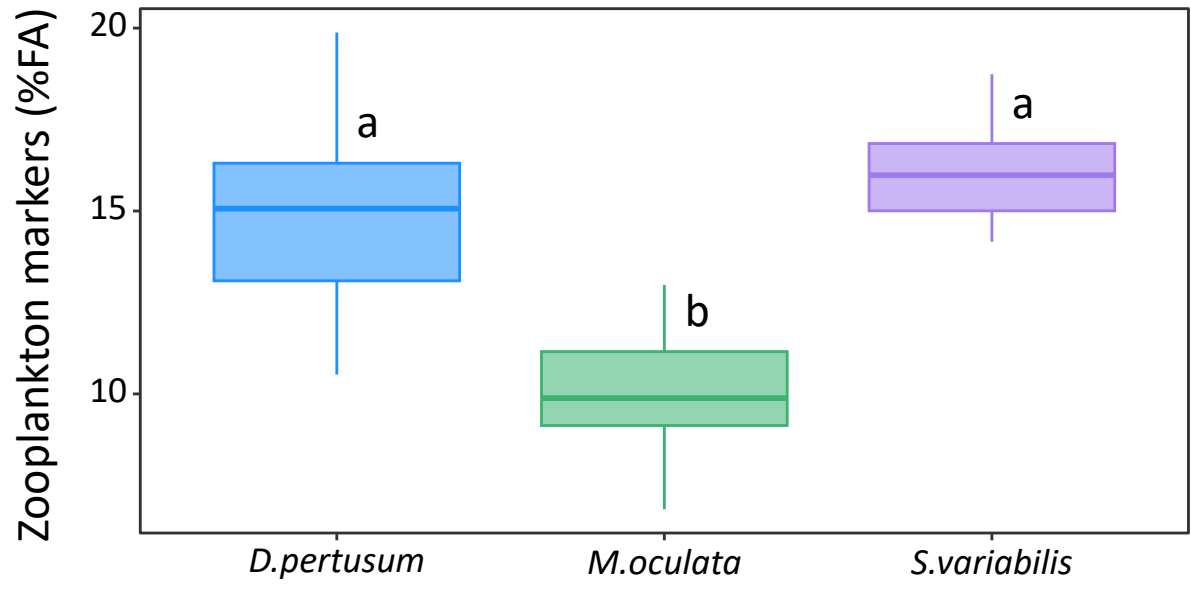 Zooplankton markers (%FA)
20
15
10
a
b
a
D.pertusum
M.oculata
S.variabilis